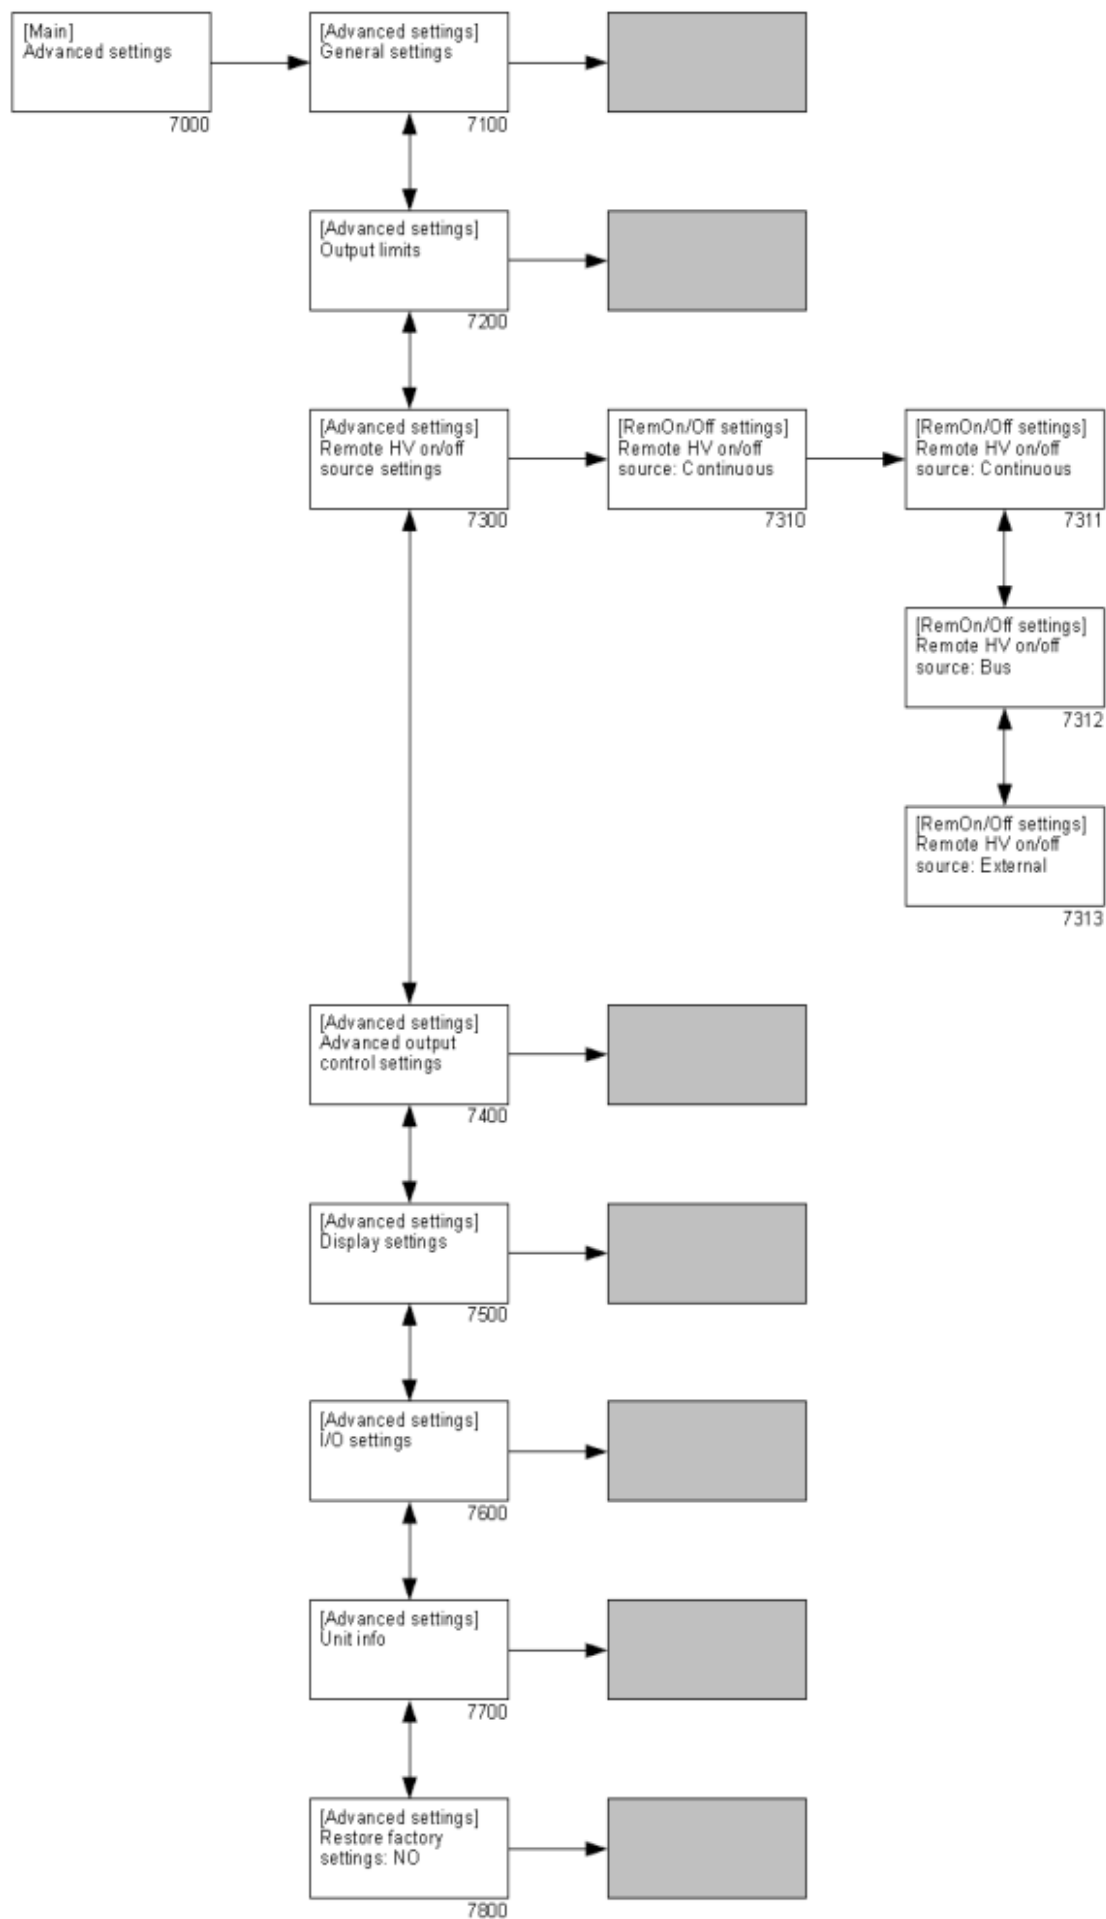 [Main]
Advanced settings
7000
[Advanced settings]
General settings
7100
[Advanced settings]
Output limits
7200
[Advanced settings]
Remote HV on/off
source settings
7300
[RemOn/Off settings]
Remote HV on/off
source: Continuous
7310
[RemOn/Off settings]
Remote HV on/off
source: Continuous
7311
[RemOn/Off settings]
Remote HV on/off
source: Bus
7312
[RemOn/Off settings]
Remote HV on/off
source: External
7313
[Advanced settings]
Advanced output
control settings
7400
[Advanced settings]
Display settings
7500
[Advanced settings]
I/O settings
7600
[Advanced settings]
Unit info
7700
[Advanced settings]
Restore factory
settings: NO
7800